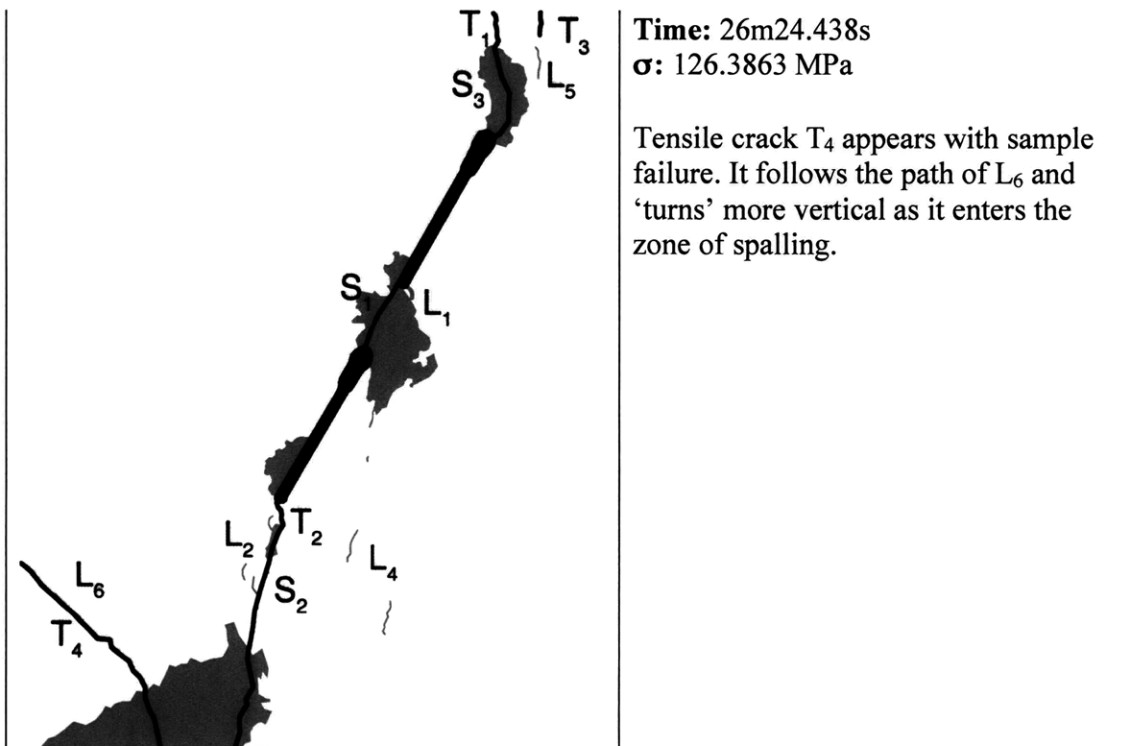 T1
T3
S3
L5
S1
L1
T2
L2
L4
S2
L6
T4
Time: 26m24.438s
σ: 126.3863 MPa
Tensile crack T4 appears with sample
failure. It follows the path of L6 and
‘turns’ more vertical as it enters the
zone of spalling.